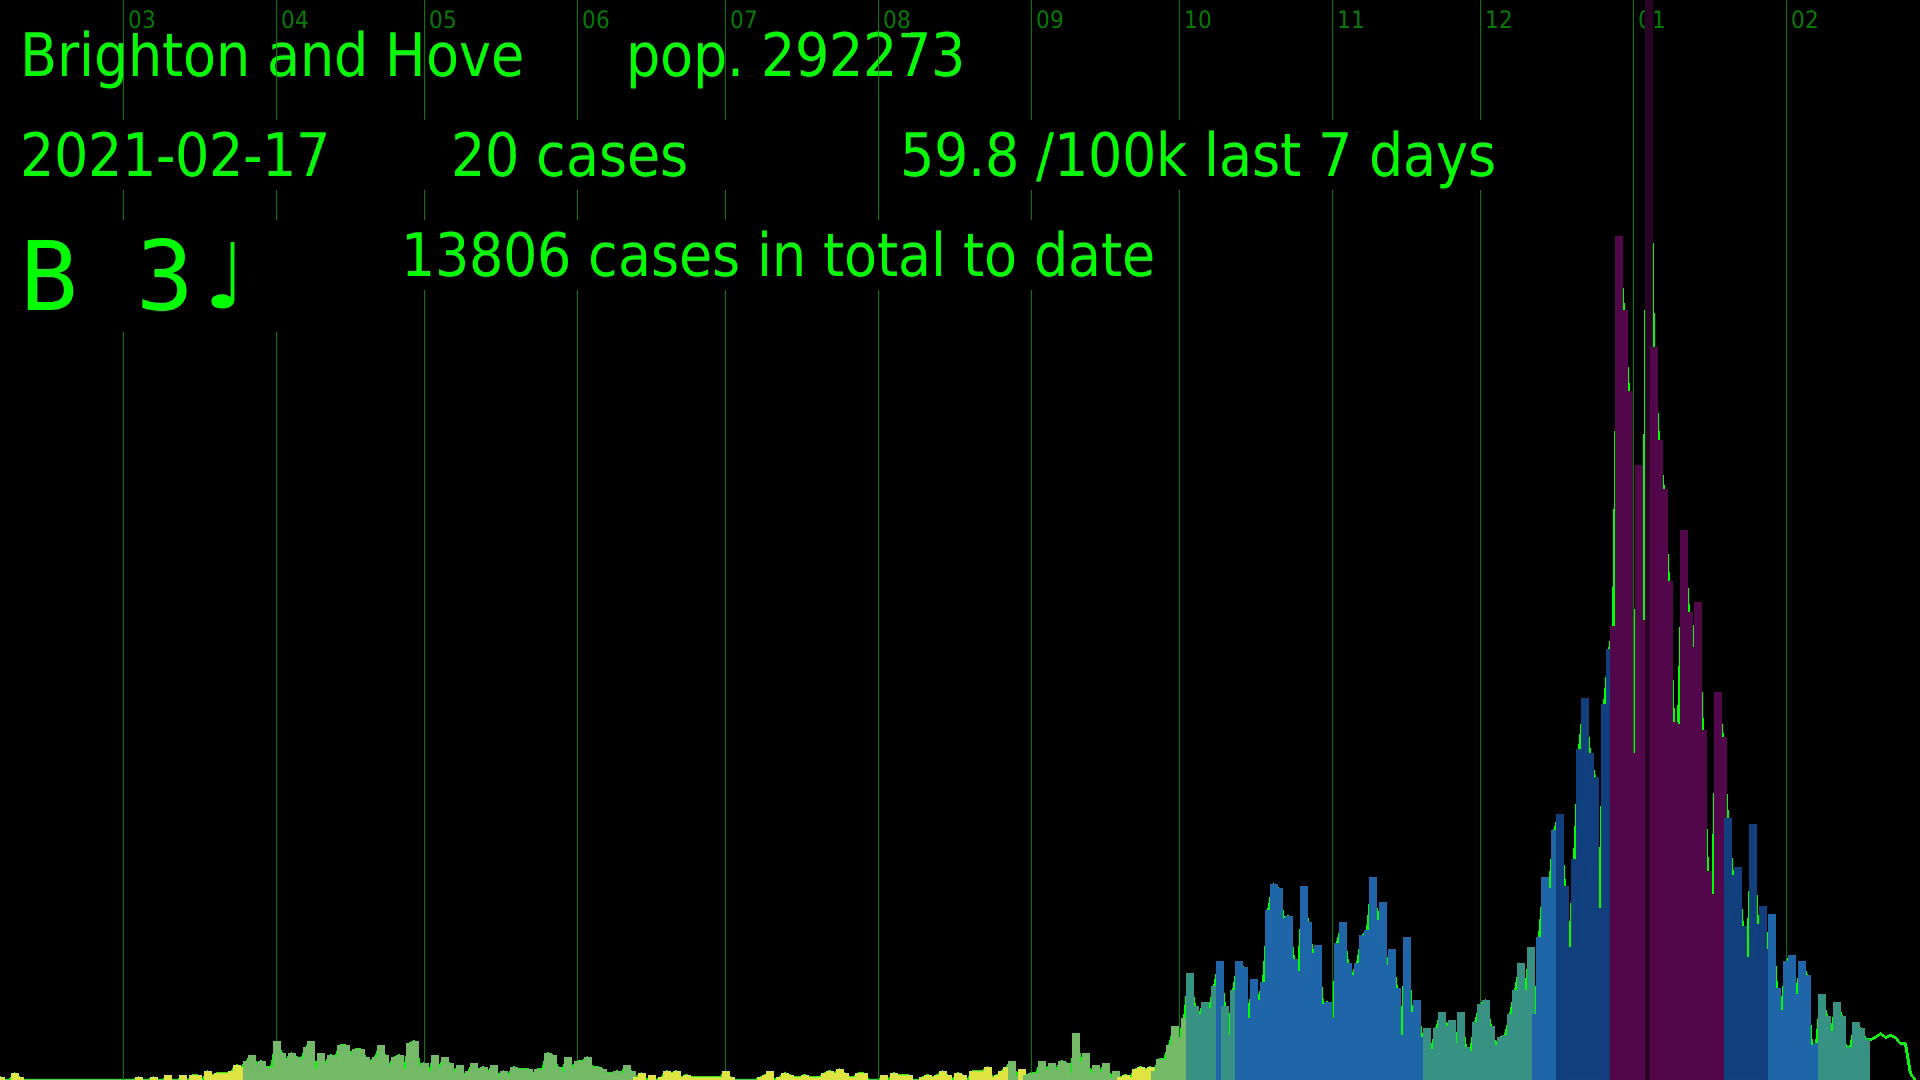 03 04 05 06 07 08 09 10 11 12 01 02
Brighton and Hove pop. 292273
2021-02-17 20 cases 59.8 /100k last 7 days
B 3♩ 13806 cases in total to date